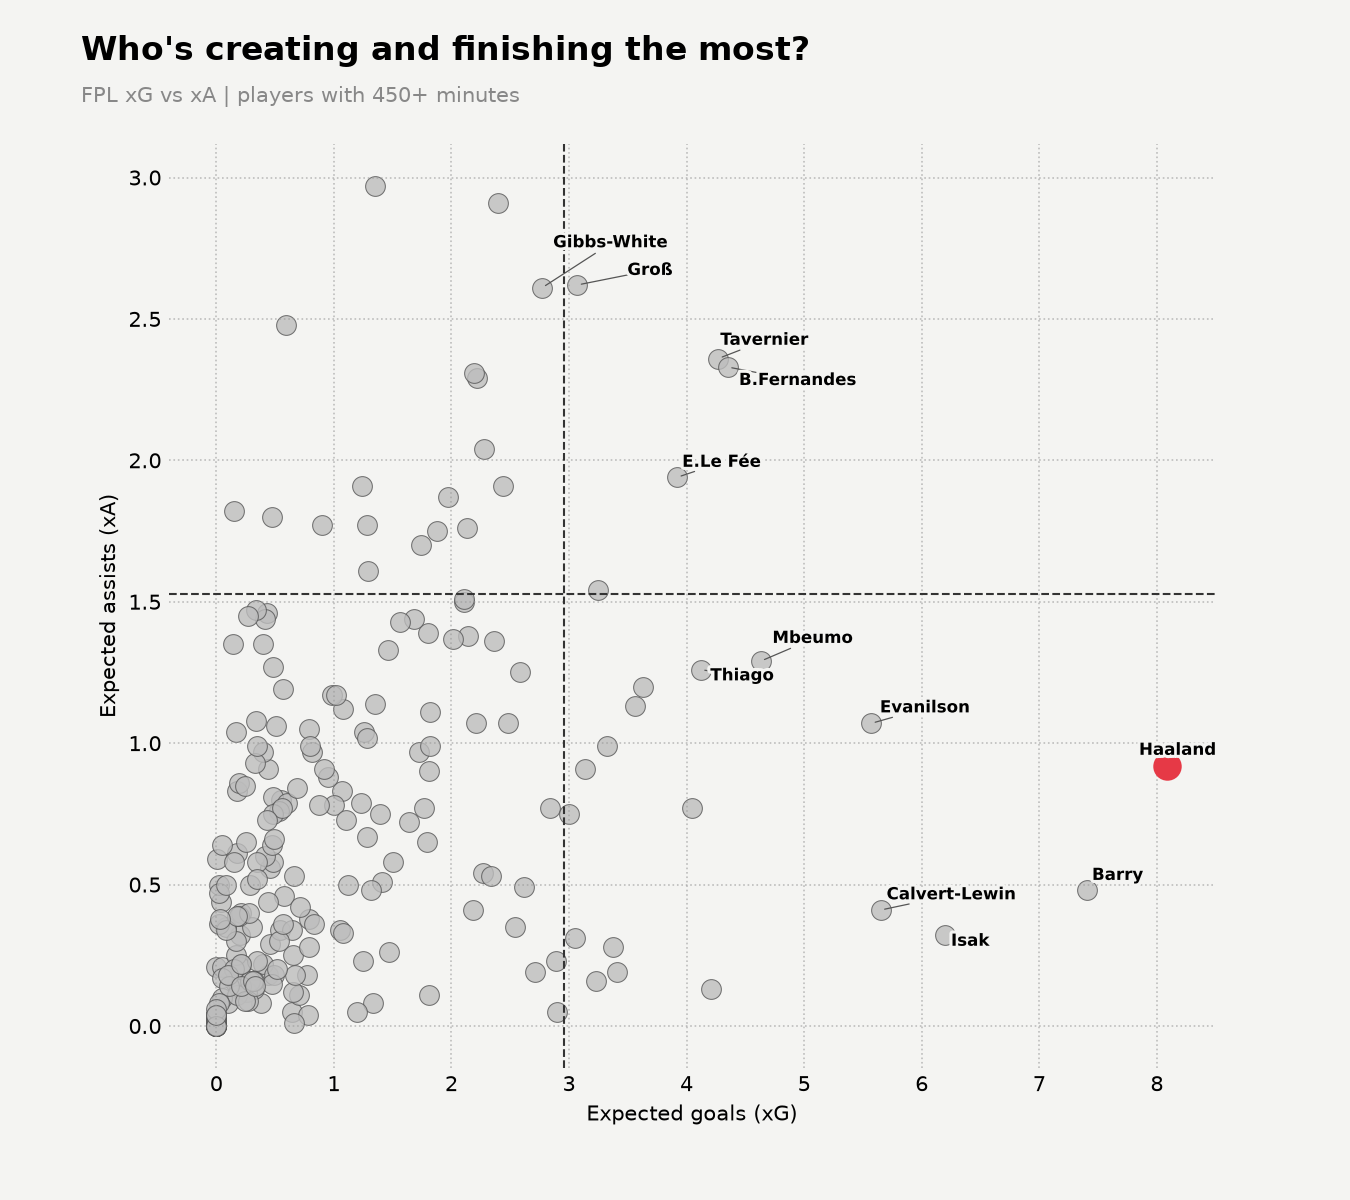 Who's creating and finishing the most?
FPL xG vs xA | players with 450+ minutes
3.0
Gibbs-White
Groß
2.5
Tavernier
B.Fernandes
2.0
E.Le Fée
1.5
Mbeumo
Thiago
Evanilson
1.0
Haaland
Barry
0.5
Calvert-Lewin
Isak
0.0
Expected assists (xA)
0 1 2 3 4 5 6 7 8
Expected goals (xG)